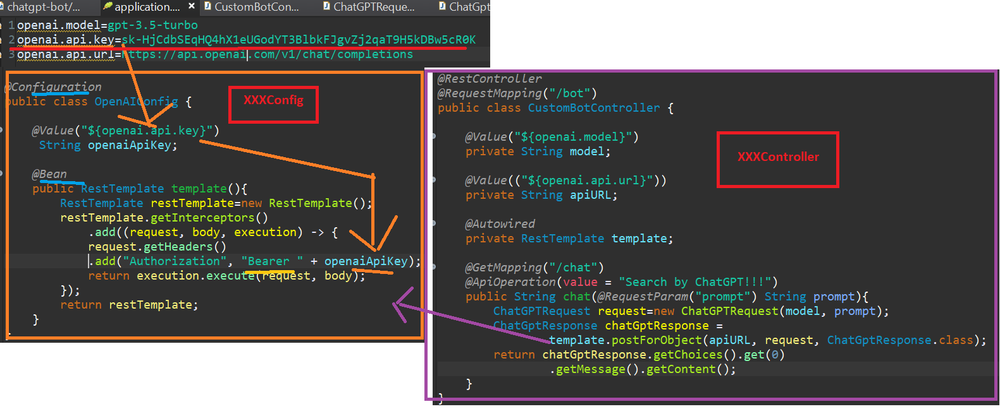 chatgpt-bot/...
application....
CustomBotCon...
ChatGPTReque...
ChatGpt
1 openai.model=gpt-3.5-turbo
2 openai.api.key=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
3 openai.api.url=https://api.openai.com/v1/chat/completions
@Configuration
public class OpenAIConfig {
XXXConfig
@Value("${openai.api.key}")
String openaiApiKey;
@Bean
public RestTemplate template(){
RestTemplate restTemplate=new RestTemplate();
restTemplate.getInterceptors()
.add((request, body, execution) -> {
request.getHeaders()
.add("Authorization", "Bearer " + openaiApiKey);
return execution.execute(request, body);
});
return restTemplate;
}
@RestController
@RequestMapping("/bot")
public class CustomBotController {
@Value("${openai.model}")
private String model;
XXXController
@Value(("${openai.api.url}"))
private String apiURL;
@Autowired
private RestTemplate template;
@GetMapping("/chat")
@ApiOperation(value = "Search by ChatGPT!!!")
public String chat(@RequestParam("prompt") String prompt){
ChatGPTRequest request=new ChatGPTRequest(model, prompt);
ChatGptResponse chatGptResponse =
template.postForObject(apiURL, request, ChatGptResponse.class);
return chatGptResponse.getChoices().get(0)
.getMessage().getContent();
}
}